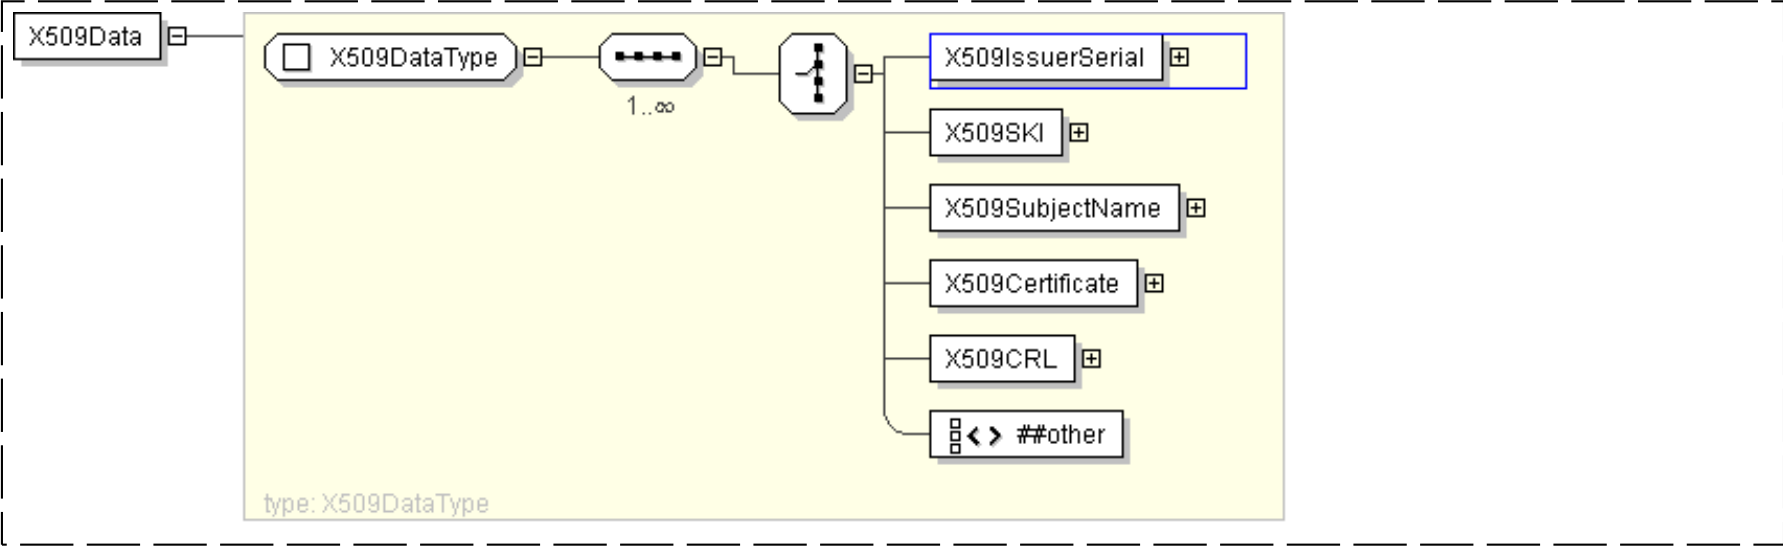 X509Data
X509DataType
1..∞
X509IssuerSerial
X509SKI
X509SubjectName
X509Certificate
X509CRL
##other
type: X509DataType